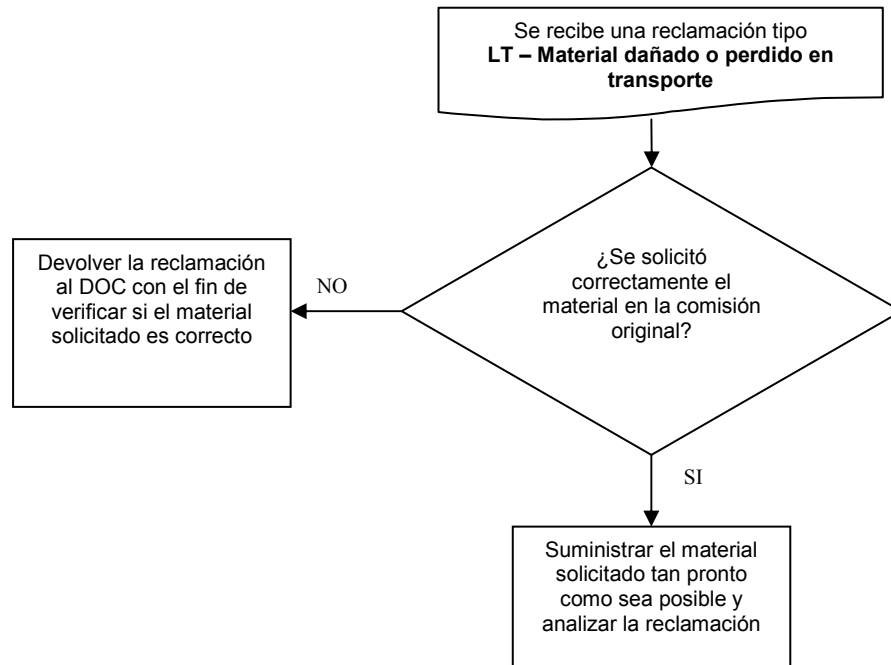 Se recibe una reclamación tipo
LT – Material dañado o perdido en
transporte
¿Se solicitó
correctamente el
material en la comisión
original?
NO
Devolver la reclamación
al DOC con el fin de
verificar si el material
solicitado es correcto
SI
Suministrar el material
solicitado tan pronto
como sea posible y
analizar la reclamación